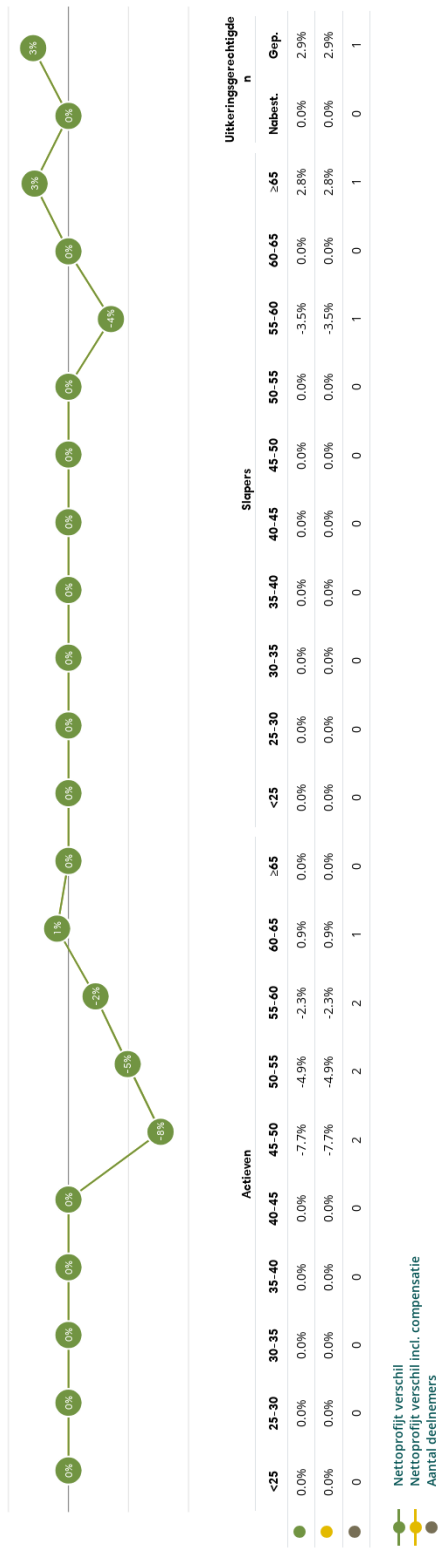 0% 0% 0% 0% 0% -8% -5% -2% 1% 0% 0% 0% 0% 0% 0% 0% 0% -4% 0% 3% 0% 3%
Actieven Slapers Uitkeringsgerechtigde
n
<25 25-30 30-35 35-40 40-45 45-50 50-55 55-60 60-65 ≥65 <25 25-30 30-35 35-40 40-45 45-50 50-55 55-60 60-65 ≥65 Nabest. Gep.
0.0% 0.0% 0.0% 0.0% 0.0% -7.7% -4.9% -2.3% 0.9% 0.0% 0.0% 0.0% 0.0% 0.0% 0.0% 0.0% 0.0% -3.5% 0.0% 2.8% 0.0% 2.9%
0.0% 0.0% 0.0% 0.0% 0.0% -7.7% -4.9% -2.3% 0.9% 0.0% 0.0% 0.0% 0.0% 0.0% 0.0% 0.0% 0.0% -3.5% 0.0% 2.8% 0.0% 2.9%
0 0 0 0 0 2 2 2 1 0 0 0 0 0 0 0 0 1 0 1 0 1
Nettoprofijt verschil
Nettoprofijt verschil incl. compensatie
Aantal deelnemers